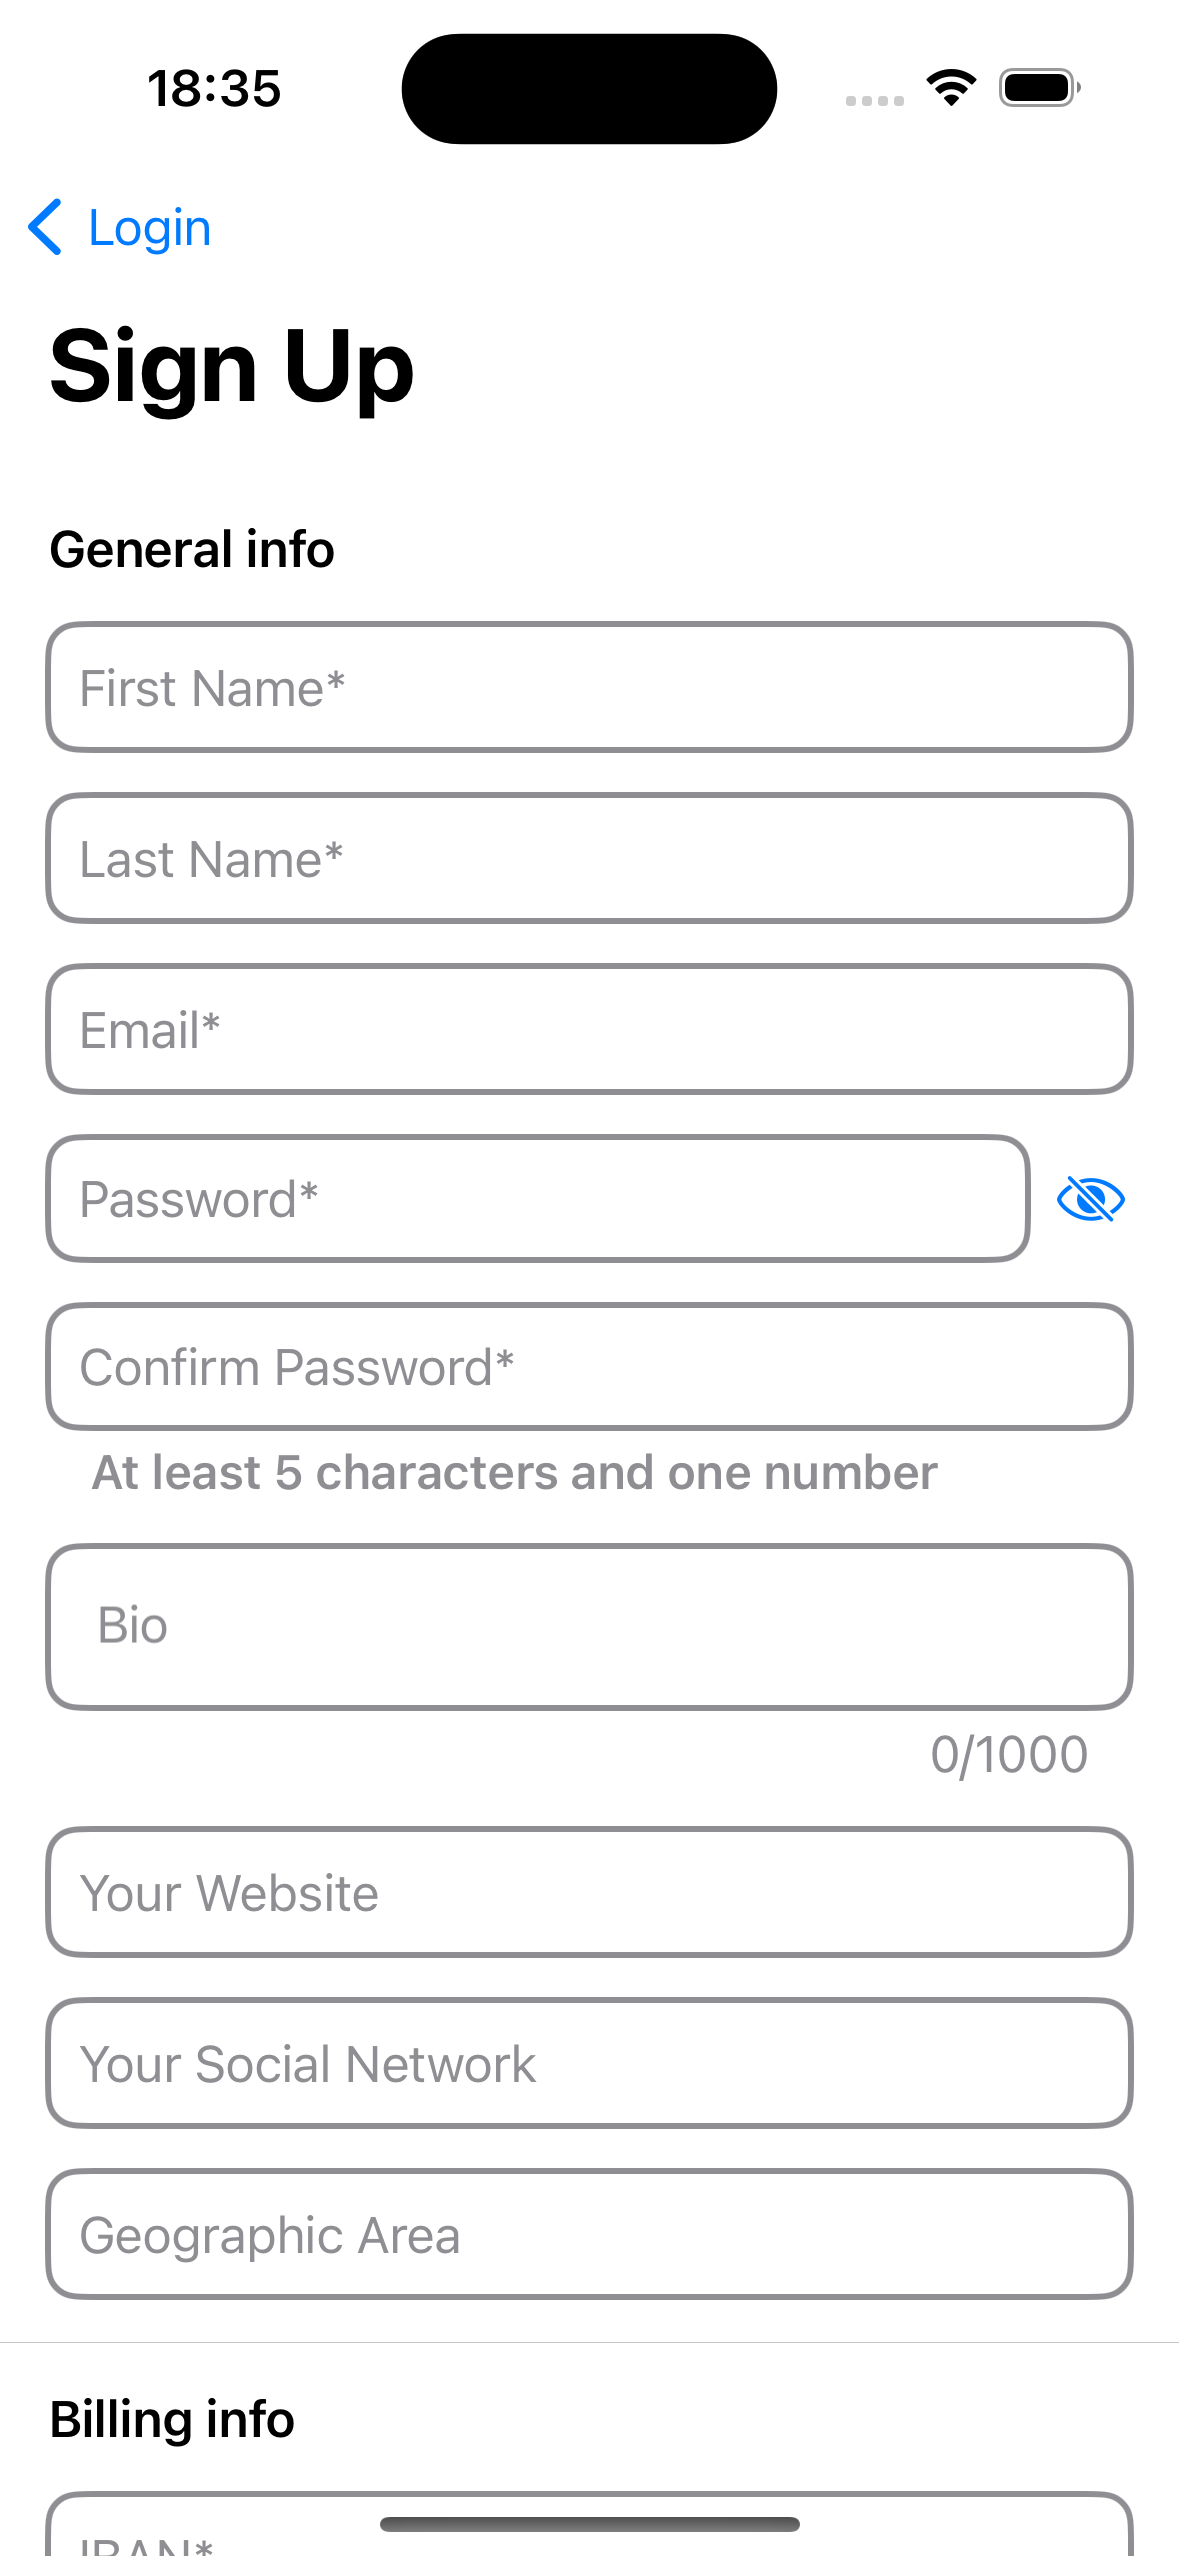 18:35
Login
Sign Up
General info
First Name*
Last Name*
Email*
Password*
Confirm Password*
At least 5 characters and one number
Bio
0/1000
Your Website
Your Social Network
Geographic Area
Billing info
IBAN*